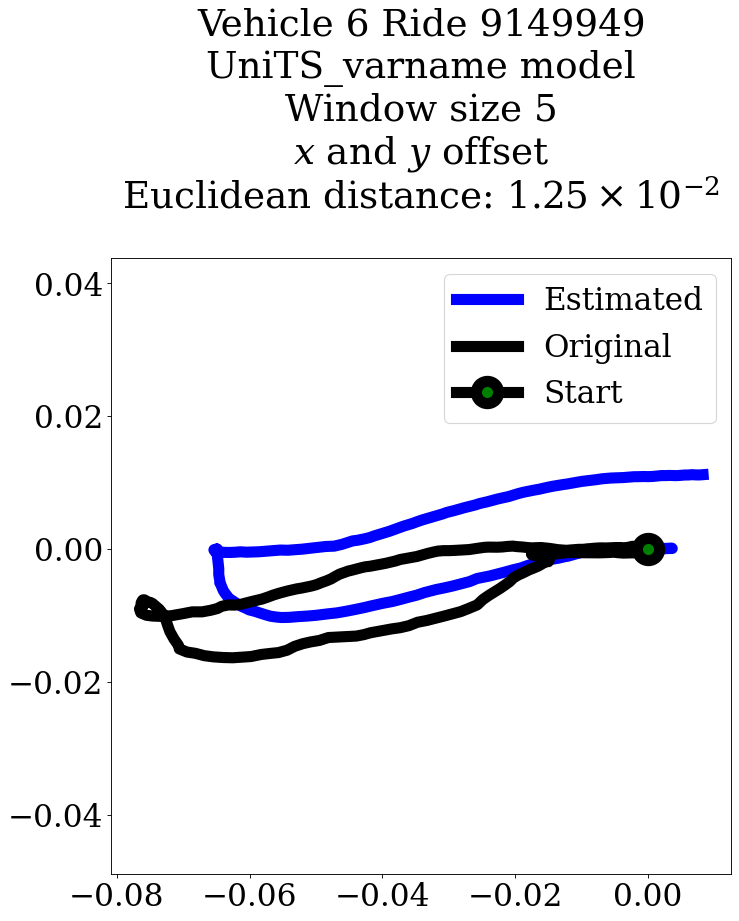 Vehicle 6 Ride 9149949
UniTS_varname model
Window size 5
x and y offset
Euclidean distance: 1.25 × 10⁻²
Estimated
Original
Start
0.04
0.02
0.00
−0.02
−0.04
−0.08 −0.06 −0.04 −0.02 0.00